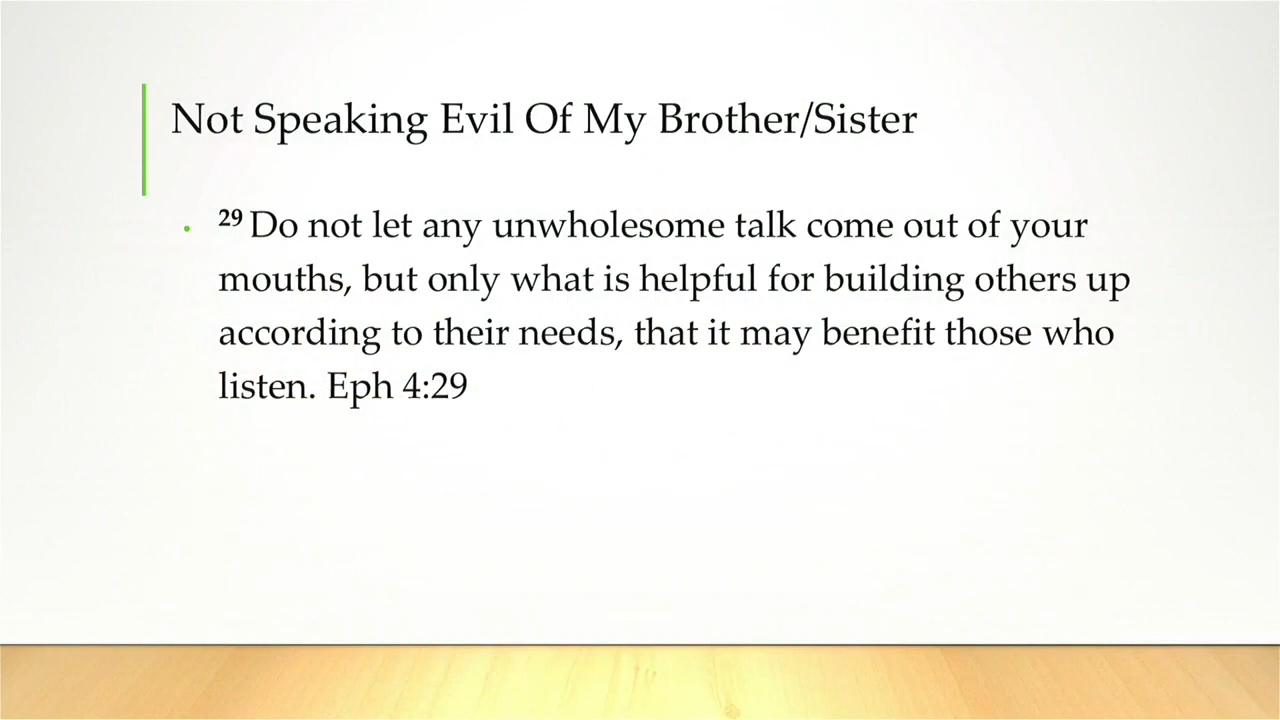 Not Speaking Evil Of My Brother/Sister
• 29 Do not let any unwholesome talk come out of your
mouths, but only what is helpful for building others up
according to their needs, that it may benefit those who
listen. Eph 4:29